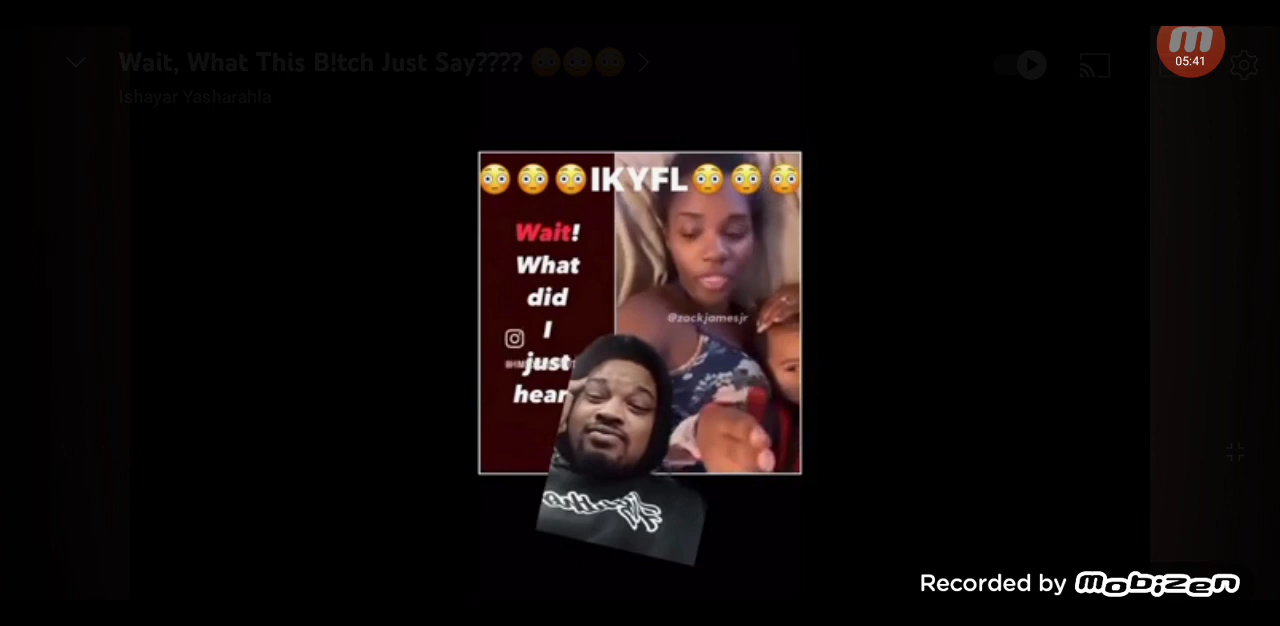 Wait, What This B!tch Just Say???? 😳😳😳
Ishayar Yasharahla
05:41
😳😳😳IKYFL😳😳😳
Wait!
What
did
I
just
hear
@zackjamesjr
Recorded by mobizen